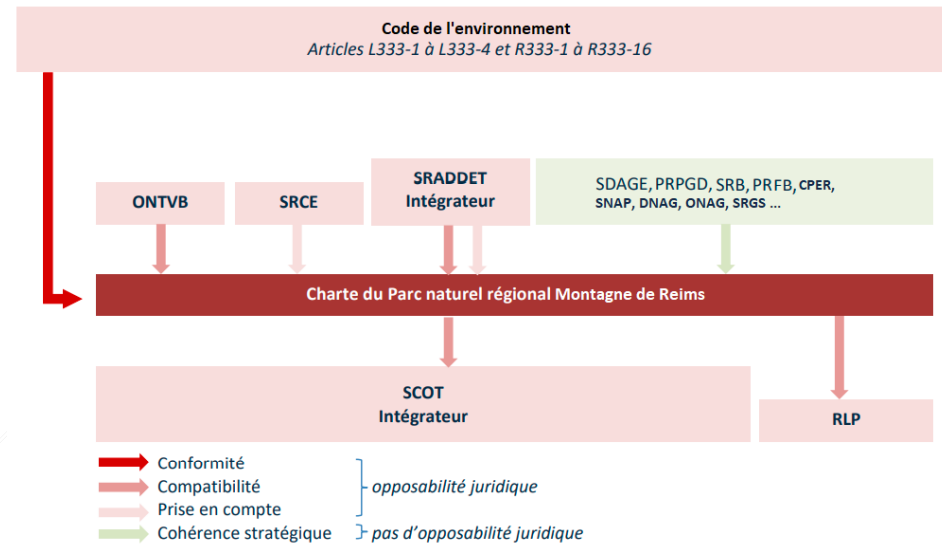 Code de l'environnement
Articles L333-1 à L333-4 et R333-1 à R333-16
ONTVB
SRCE
SRADDET
Intégrateur
SDAGE, PRPGD, SRB, PRFB, CPER,
SNAP, DNAG, ONAG, SRGS ...
Charte du Parc naturel régional Montagne de Reims
SCOT
Intégrateur
RLP
Conformité
Compatibilité
Prise en compte
opposabilité juridique
Cohérence stratégique
pas d'opposabilité juridique